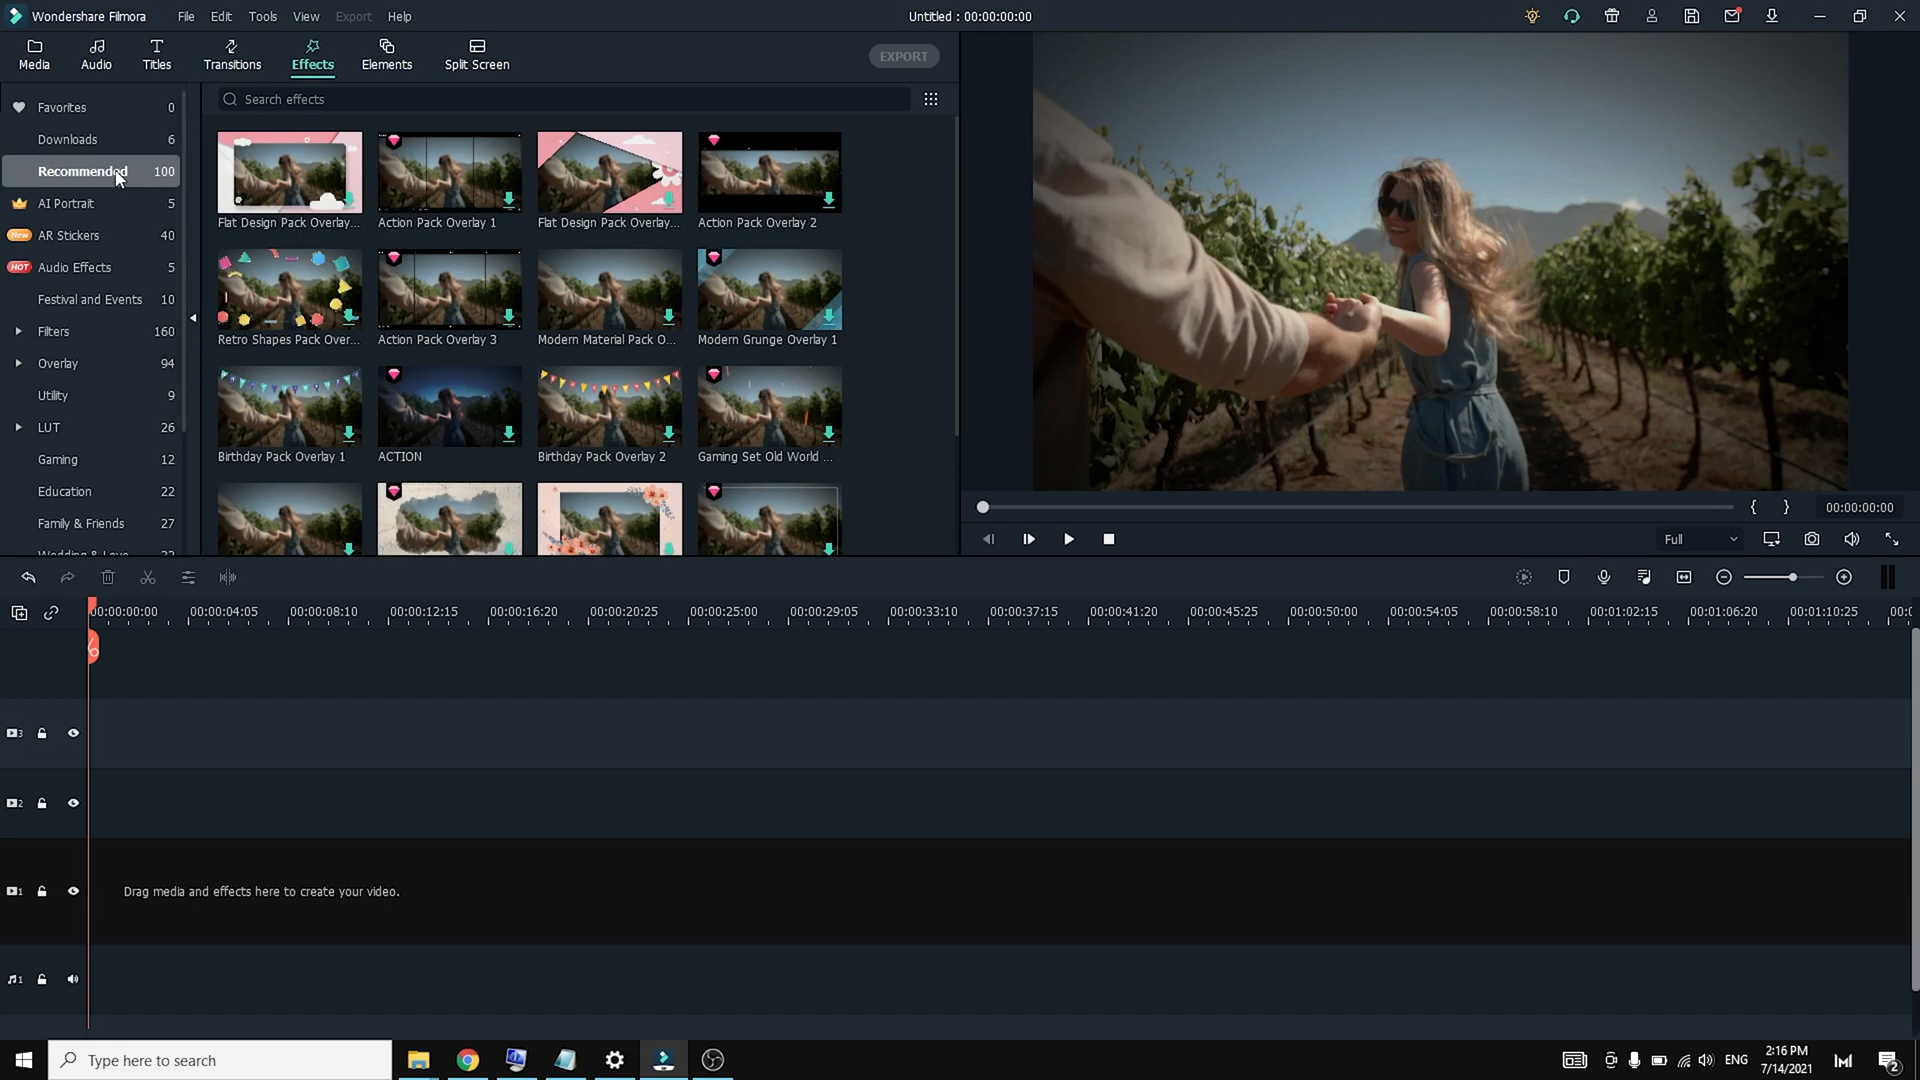 Wondershare Filmora File Edit Tools View Export Help Untitled : 00:00:00:00
Media Audio Titles Transitions Effects Elements Split Screen EXPORT
Search effects
Favorites 0
Downloads 6
Recommended 100
AI Portrait 5
New AR Stickers 40
HOT Audio Effects 5
Festival and Events 10
Filters 160
Overlay 94
Utility 9
LUT 26
Gaming 12
Education 22
Family & Friends 27
Wedding & Love
Flat Design Pack Overlay... Action Pack Overlay 1 Flat Design Pack Overlay... Action Pack Overlay 2
Retro Shapes Pack Over... Action Pack Overlay 3 Modern Material Pack O... Modern Grunge Overlay 1
Birthday Pack Overlay 1 ACTION Birthday Pack Overlay 2 Gaming Set Old World ...
{ } 00:00:00:00
Full
00:00:00:00 00:00:04:05 00:00:08:10 00:00:12:15 00:00:16:20 00:00:20:25 00:00:25:00 00:00:29:05 00:00:33:10 00:00:37:15 00:00:41:20 00:00:45:25 00:00:50:00 00:00:54:05 00:00:58:10 00:01:02:15 00:01:06:20 00:01:10:25
3
2
1 Drag media and effects here to create your video.
1
Type here to search ENG 2:16 PM
7/14/2021 2